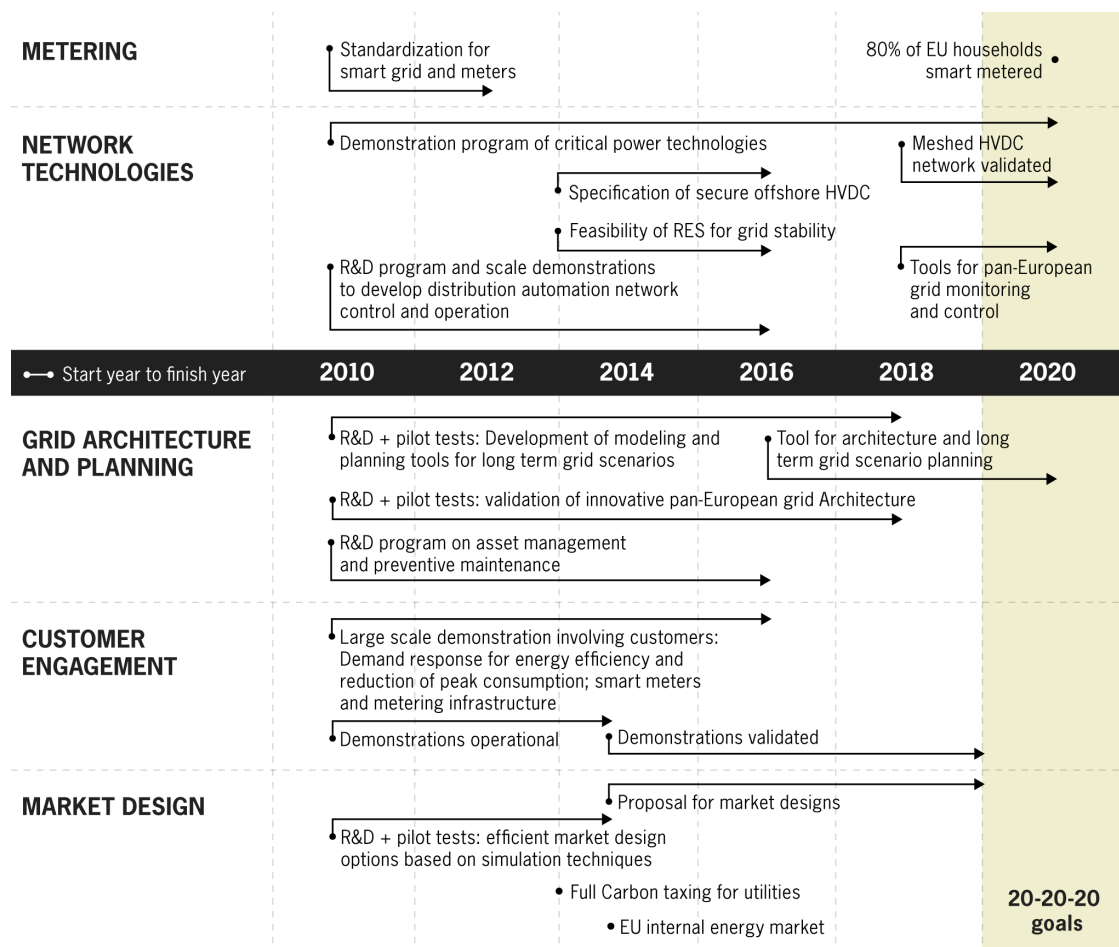 METERING
Standardization for
smart grid and meters
80% of EU households
smart metered
NETWORK
TECHNOLOGIES
Demonstration program of critical power technologies
Meshed HVDC
network validated
Specification of secure offshore HVDC
Feasibility of RES for grid stability
R&D program and scale demonstrations
to develop distribution automation network
control and operation
Tools for pan-European
grid monitoring
and control
Start year to finish year 2010 2012 2014 2016 2018 2020
GRID ARCHITECTURE
AND PLANNING
R&D + pilot tests: Development of modeling and
planning tools for long term grid scenarios
Tool for architecture and long
term grid scenario planning
R&D + pilot tests: validation of innovative pan-European grid Architecture
R&D program on asset management
and preventive maintenance
CUSTOMER
ENGAGEMENT
Large scale demonstration involving customers:
Demand response for energy efficiency and
reduction of peak consumption; smart meters
and metering infrastructure
Demonstrations operational
Demonstrations validated
MARKET DESIGN
Proposal for market designs
R&D + pilot tests: efficient market design
options based on simulation techniques
Full Carbon taxing for utilities
EU internal energy market
20-20-20
goals